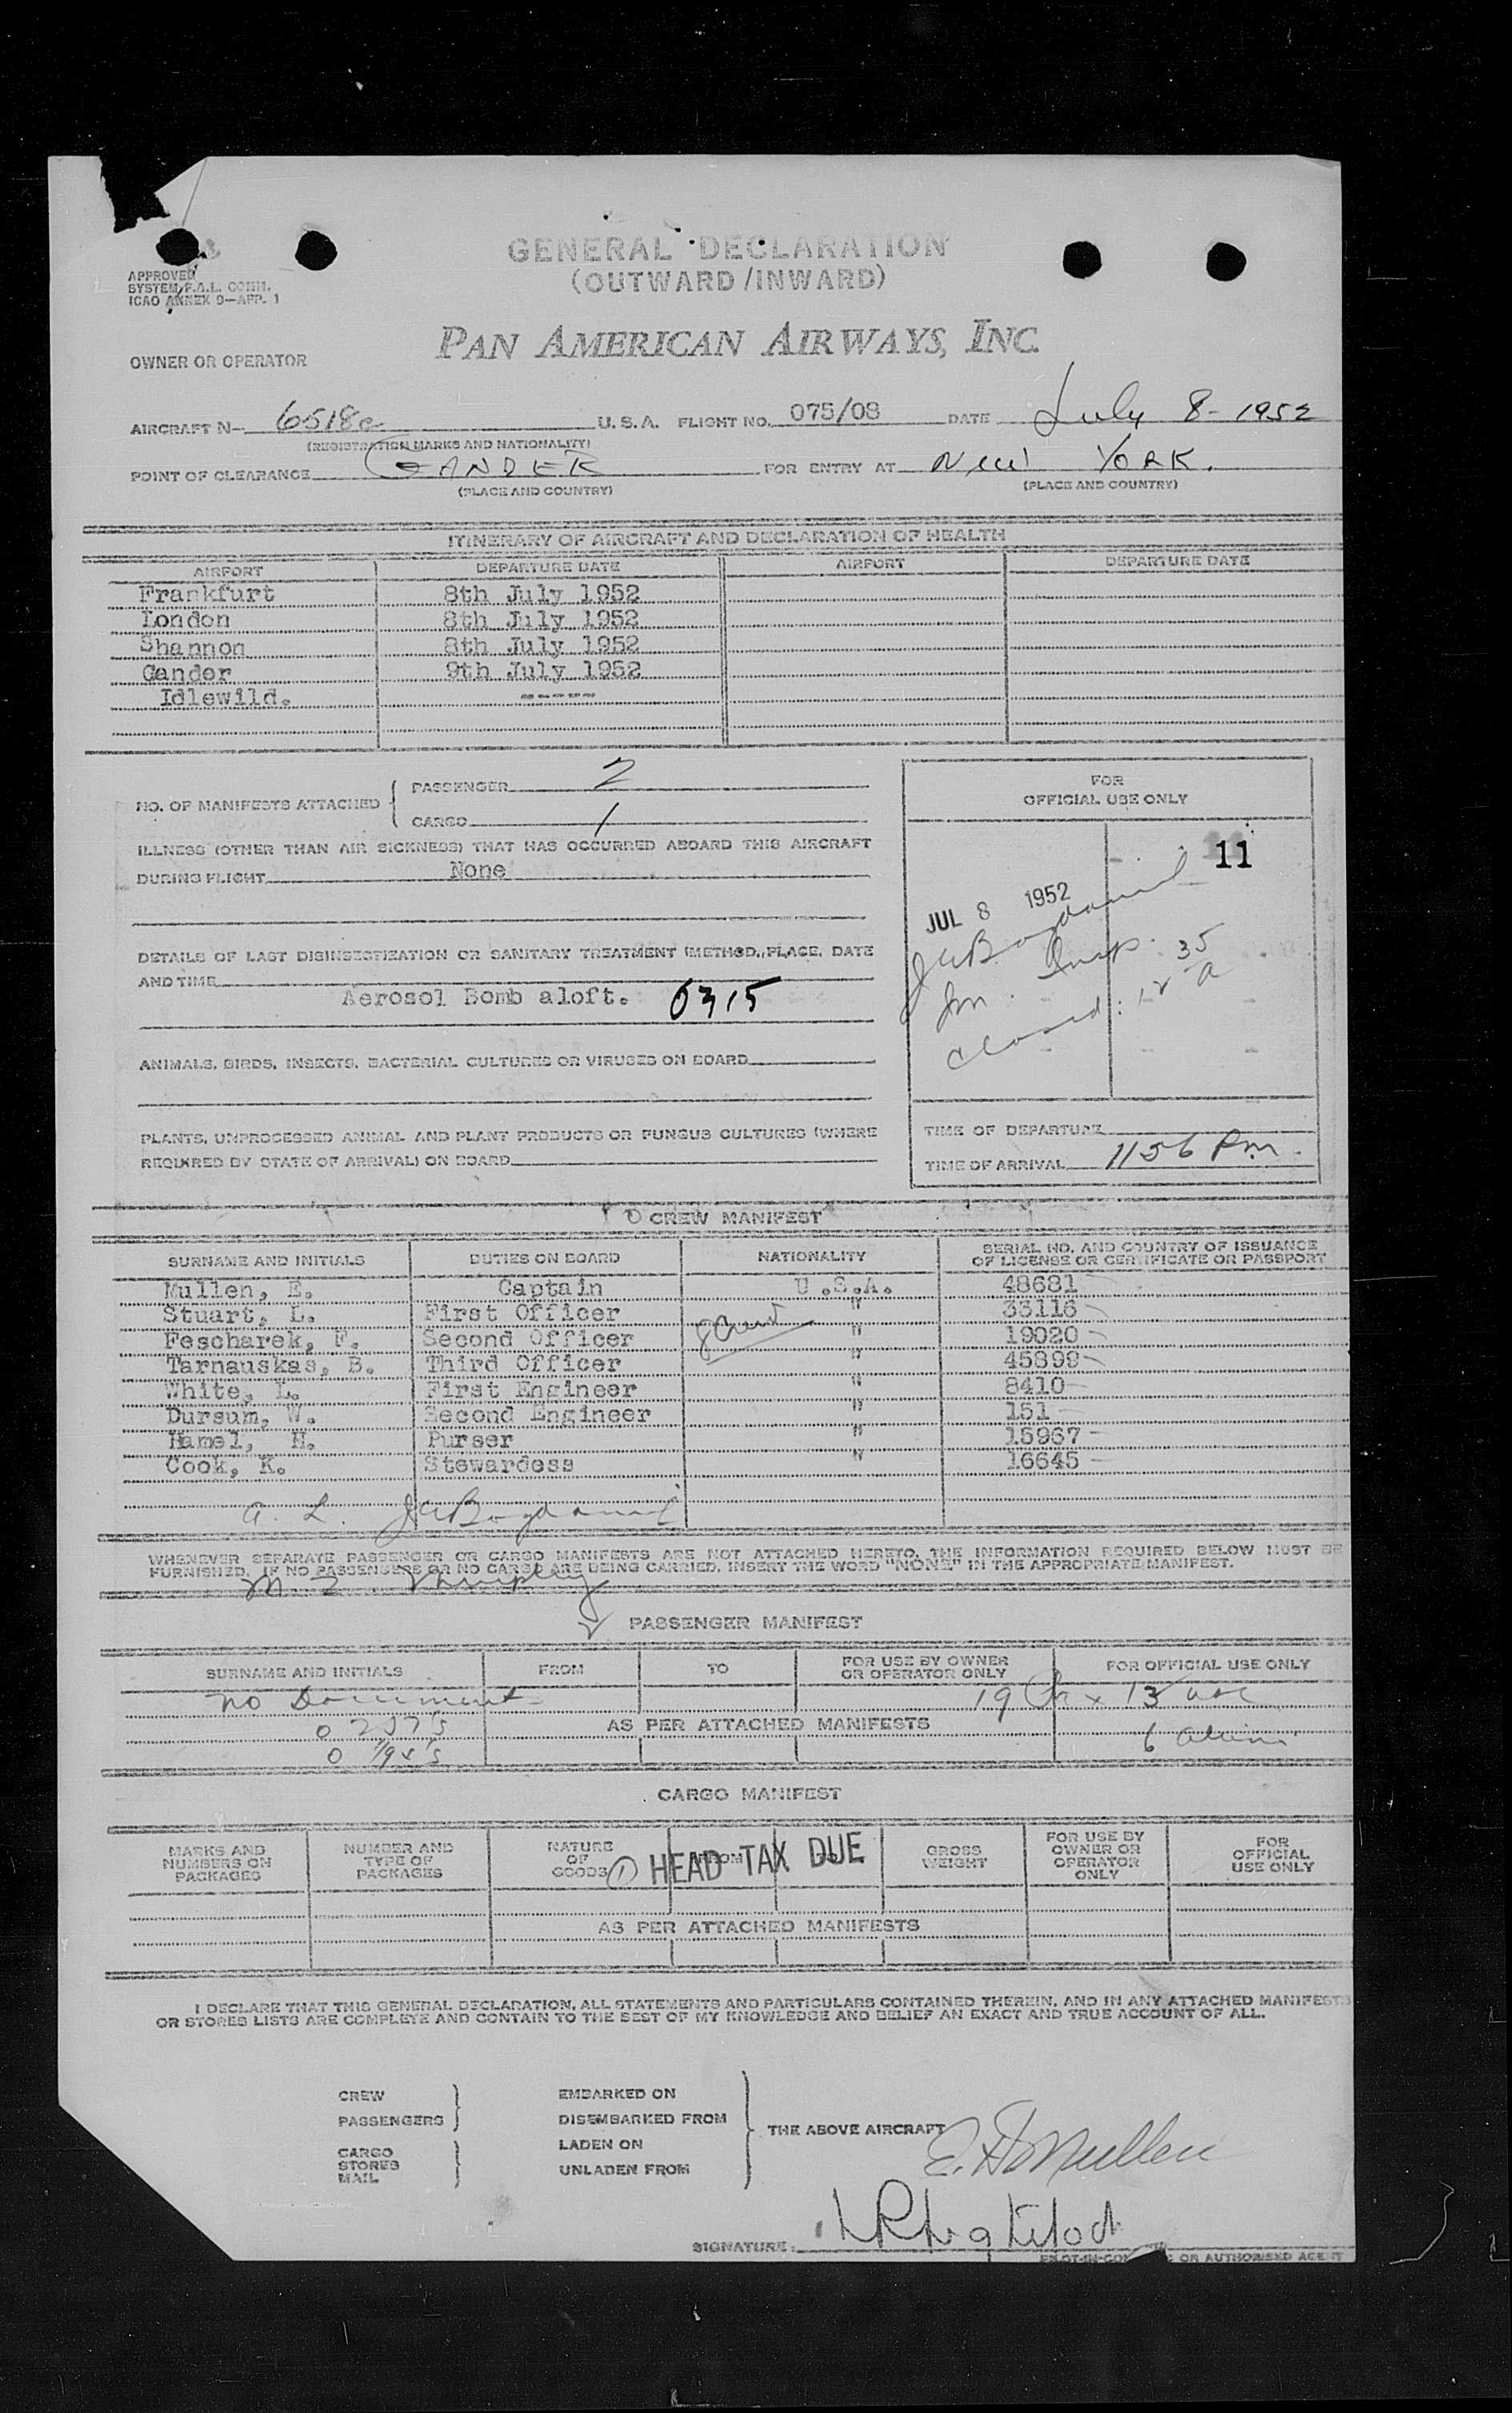 GENERAL DECLARATION
(OUTWARD/INWARD)
APPROVED
SYSTEM F.A.L. COMM.
ICAO ANNEX 9—APP. 1
PAN AMERICAN AIRWAYS, INC.
OWNER OR OPERATOR
AIRCRAFT N- 6518c U.S.A. FLIGHT NO. 075/08 DATE July 8- 1952
(REGISTRATION MARKS AND NATIONALITY)
POINT OF CLEARANCE GANDER FOR ENTRY AT New YORK.
(PLACE AND COUNTRY) (PLACE AND COUNTRY)
ITINERARY OF AIRCRAFT AND DECLARATION OF HEALTH
AIRPORT DEPARTURE DATE AIRPORT DEPARTURE DATE
Frankfurt 8th July 1952
London 8th July 1952
Shannon 8th July 1952
Gander 9th July 1952
Idlewild. -----
NO. OF MANIFESTS ATTACHED
PASSENGER 2
CARGO 1
ILLNESS (OTHER THAN AIR SICKNESS) THAT HAS OCCURRED ABOARD THIS AIRCRAFT
DURING FLIGHT None
DETAILS OF LAST DISINSECTIZATION OR SANITARY TREATMENT (METHOD, PLACE, DATE
AND TIME
Aerosol Bomb aloft. 0315
ANIMALS, BIRDS, INSECTS, BACTERIAL CULTURES OR VIRUSES ON BOARD
PLANTS, UNPROCESSED ANIMAL AND PLANT PRODUCTS OR FUNGUS CULTURES (WHERE
REQUIRED BY STATE OF ARRIVAL) ON BOARD
FOR
OFFICIAL USE ONLY
11
JUL 8 1952
Im. Insp.
closed: 12 35 a
TIME OF DEPARTURE
TIME OF ARRIVAL 1156 Pm.
CREW MANIFEST
SURNAME AND INITIALS DUTIES ON BOARD NATIONALITY SERIAL NO. AND COUNTRY OF ISSUANCE
OF LICENSE OR CERTIFICATE OR PASSPORT
Mullen, E. Captain U.S.A. 48681
Stuart, L. First Officer " 33116
Fescharek, F. Second Officer " 19020
Tarnauskas, B. Third Officer " 45899
White, L. First Engineer " 8410
Dursum, W. Second Engineer " 151
Hamel, H. Purser " 15967
Cook, K. Stewardess " 16645
A. L.
WHENEVER SEPARATE PASSENGER OR CARGO MANIFESTS ARE NOT ATTACHED HERETO, THE INFORMATION REQUIRED BELOW MUST BE
FURNISHED. IF NO PASSENGERS OR NO CARGO ARE BEING CARRIED, INSERT THE WORD "NONE" IN THE APPROPRIATE MANIFEST.
PASSENGER MANIFEST
SURNAME AND INITIALS FROM TO FOR USE BY OWNER
OR OPERATOR ONLY FOR OFFICIAL USE ONLY
no Document
AS PER ATTACHED MANIFESTS
CARGO MANIFEST
MARKS AND
NUMBERS ON
PACKAGES
NUMBER AND
TYPE OF
PACKAGES
NATURE
OF
GOODS
FROM
GROSS
WEIGHT
FOR USE BY
OWNER OR
OPERATOR
ONLY
FOR
OFFICIAL
USE ONLY
1 HEAD TAX DUE
AS PER ATTACHED MANIFESTS
I DECLARE THAT THIS GENERAL DECLARATION, ALL STATEMENTS AND PARTICULARS CONTAINED THEREIN, AND IN ANY ATTACHED MANIFESTS
OR STORES LISTS ARE COMPLETE AND CONTAIN TO THE BEST OF MY KNOWLEDGE AND BELIEF AN EXACT AND TRUE ACCOUNT OF ALL.
CREW
PASSENGERS
CARGO
STORES
MAIL
EMBARKED ON
DISEMBARKED FROM
LADEN ON
UNLADEN FROM
THE ABOVE AIRCRAFT
E. H. Mullen
SIGNATURE:
OR AUTHORISED AGENT